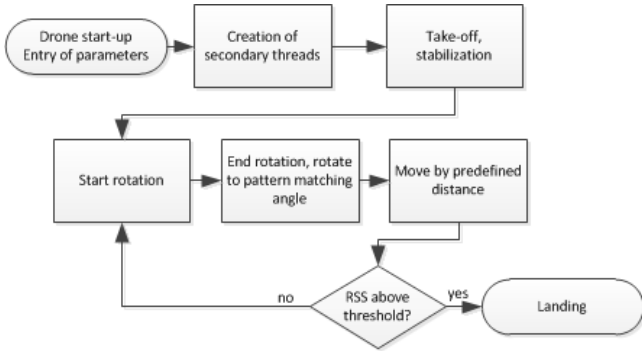 Drone start-up
Entry of parameters
Creation of
secondary threads
Take-off,
stabilization
Start rotation
End rotation, rotate
to pattern matching
angle
Move by predefined
distance
no
RSS above
threshold?
yes
Landing